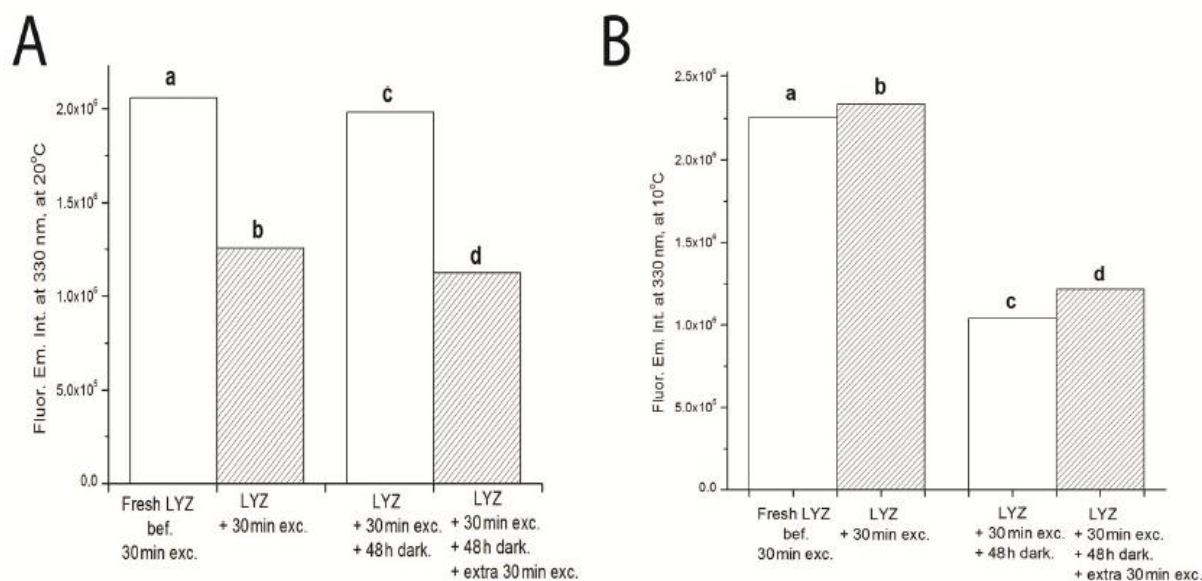 A
Fluor. Em. Int. at 330 nm, at 20°C
2.0x10⁶
1.5x10⁶
1.0x10⁶
5.0x10⁵
0.0
a
b
c
d
Fresh LYZ
bef.
30min exc.
LYZ
+ 30min exc.
LYZ
+ 30min exc.
+ 48h dark.
LYZ
+ 30min exc.
+ 48h dark.
+ extra 30min exc.
B
Fluor. Em. Int. at 330 nm, at 10°C
2.5x10⁶
2.0x10⁶
1.5x10⁶
1.0x10⁶
5.0x10⁵
0.0
a
b
c
d
Fresh LYZ
bef.
30min exc.
LYZ
+ 30min exc.
LYZ
+ 30min exc.
+ 48h dark.
LYZ
+ 30min exc.
+ 48h dark.
+ extra 30min exc.